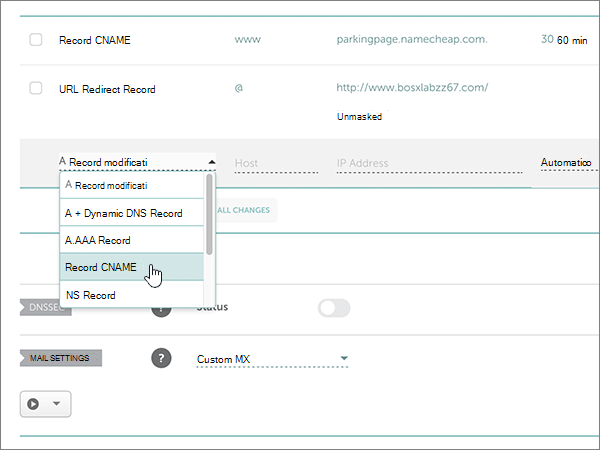 Record CNAME www parkingpage.namecheap.com. 30 60 min
URL Redirect Record @ http://www.bosxlabzz67.com/
Unmasked
A Record modificati Host IP Address Automatico
A Record modificati
A + Dynamic DNS Record
ALL CHANGES
A.AAA Record
Record CNAME
NS Record
DNSSEC ? Status
MAIL SETTINGS ? Custom MX